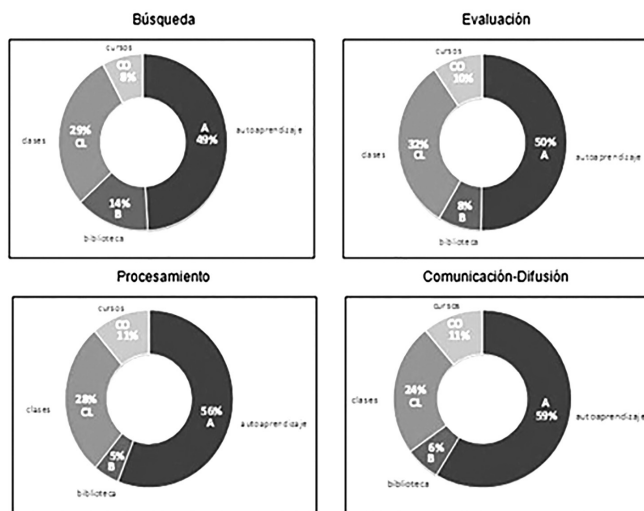 Búsqueda
cursos
CO
8%
29%
CL
clases
A
49%
autoaprendizaje
14%
B
biblioteca
Evaluación
cursos
CO
10%
32%
CL
clases
50%
A
autoaprendizaje
8%
B
biblioteca
Procesamiento
cursos
CO
11%
28%
CL
clases
56%
A
autoaprendizaje
5%
B
biblioteca
Comunicación-Difusión
cursos
CO
11%
24%
CL
clases
A
59%
autoaprendizaje
6%
B
biblioteca